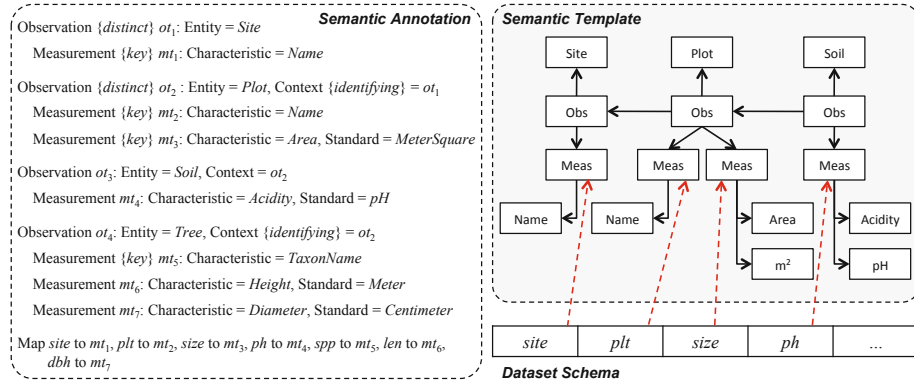 Semantic Annotation
Observation {distinct} ot1: Entity = Site
Measurement {key} mt1: Characteristic = Name
Observation {distinct} ot2 : Entity = Plot, Context {identifying} = ot1
Measurement {key} mt2: Characteristic = Name
Measurement {key} mt3: Characteristic = Area, Standard = MeterSquare
Observation ot3: Entity = Soil, Context = ot2
Measurement mt4: Characteristic = Acidity, Standard = pH
Observation ot4: Entity = Tree, Context {identifying} = ot2
Measurement {key} mt5: Characteristic = TaxonName
Measurement mt6: Characteristic = Height, Standard = Meter
Measurement mt7: Characteristic = Diameter, Standard = Centimeter
Map site to mt1, plt to mt2, size to mt3, ph to mt4, spp to mt5, len to mt6,
dbh to mt7
Semantic Template
Site Plot Soil
Obs Obs Obs
Meas Meas Meas Meas
Name Name Area Acidity
m² pH
site plt size ph ...
Dataset Schema